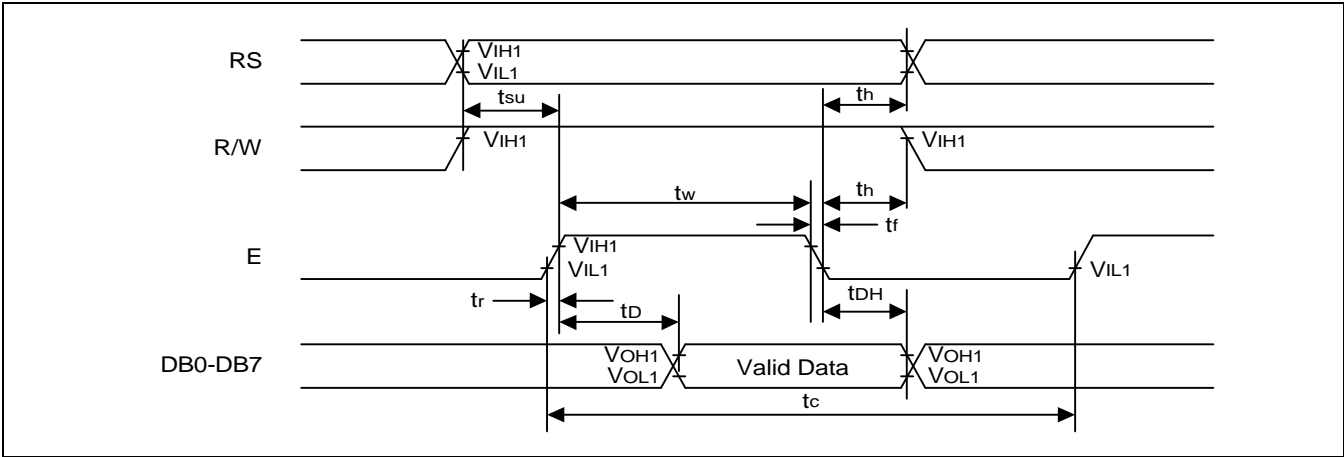 RS
VIH1
VIL1
tsu
th
R/W
VIH1
VIH1
tw
th
tf
E
VIH1
VIL1
VIL1
tr
tD
tDH
DB0-DB7
VOH1
VOL1
Valid Data
VOH1
VOL1
tc